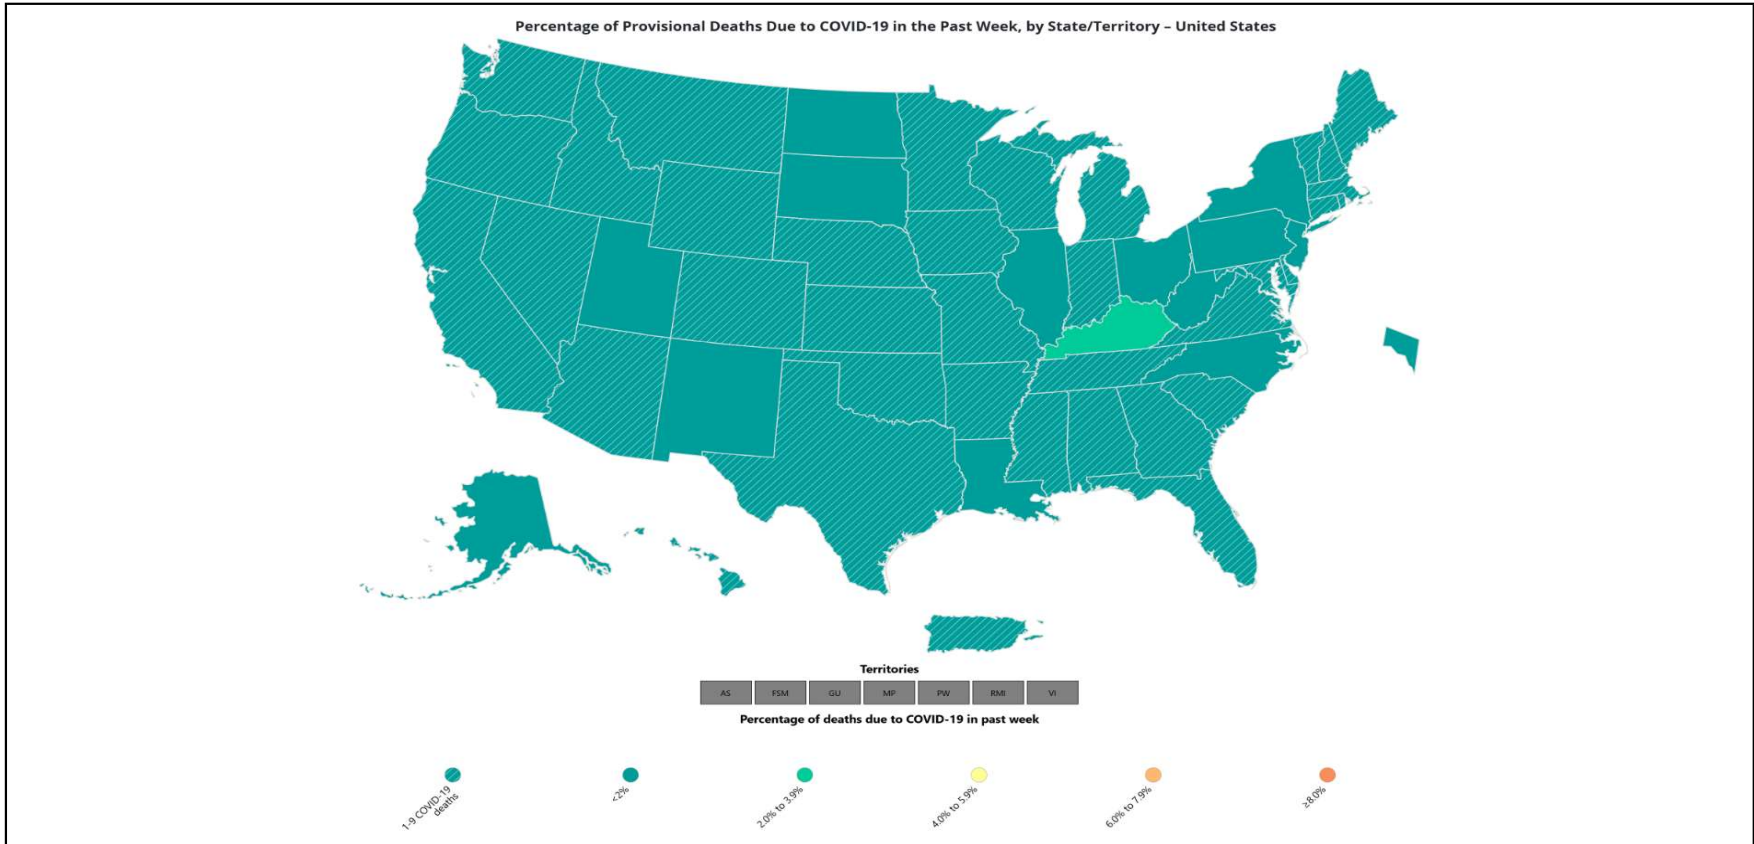 Percentage of Provisional Deaths Due to COVID-19 in the Past Week, by State/Territory – United States
Territories
AS FSM GU MP PW RMI VI
Percentage of deaths due to COVID-19 in past week
1-9 COVID-19
deaths
<2%
2.0% to 3.9%
4.0% to 5.9%
6.0% to 7.9%
≥8.0%